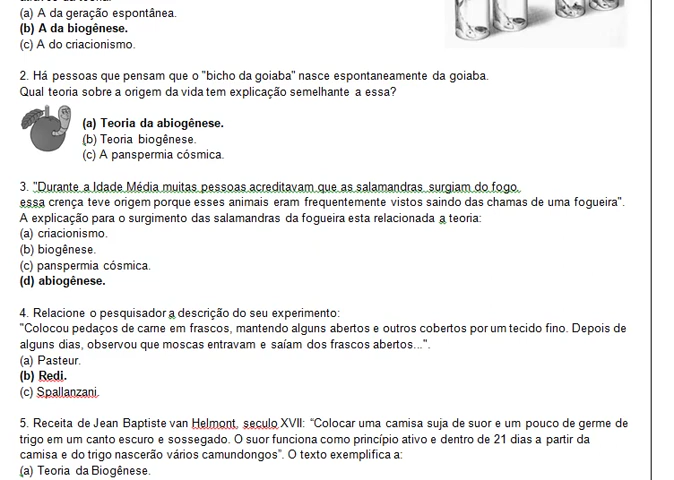 (a) A da geração espontânea.
(b) A da biogênese.
(c) A do criacionismo.
2. Há pessoas que pensam que o "bicho da goiaba" nasce espontaneamente da goiaba.
Qual teoria sobre a origem da vida tem explicação semelhante a essa?
(a) Teoria da abiogênese.
(b) Teoria biogênese.
(c) A panspermia cósmica.
3. "Durante a Idade Média muitas pessoas acreditavam que as salamandras surgiam do fogo,
essa crença teve origem porque esses animais eram frequentemente vistos saindo das chamas de uma fogueira".
A explicação para o surgimento das salamandras da fogueira esta relacionada a teoria:
(a) criacionismo.
(b) biogênese.
(c) panspermia cósmica.
(d) abiogênese.
4. Relacione o pesquisador a descrição do seu experimento:
"Colocou pedaços de carne em frascos, mantendo alguns abertos e outros cobertos por um tecido fino. Depois de
alguns dias, observou que moscas entravam e saíam dos frascos abertos...".
(a) Pasteur.
(b) Redi.
(c) Spallanzani.
5. Receita de Jean Baptiste van Helmont, seculo XVII: "Colocar uma camisa suja de suor e um pouco de germe de
trigo em um canto escuro e sossegado. O suor funciona como princípio ativo e dentro de 21 dias a partir da
camisa e do trigo nascerão vários camundongos". O texto exemplifica a:
(a) Teoria da Biogênese.